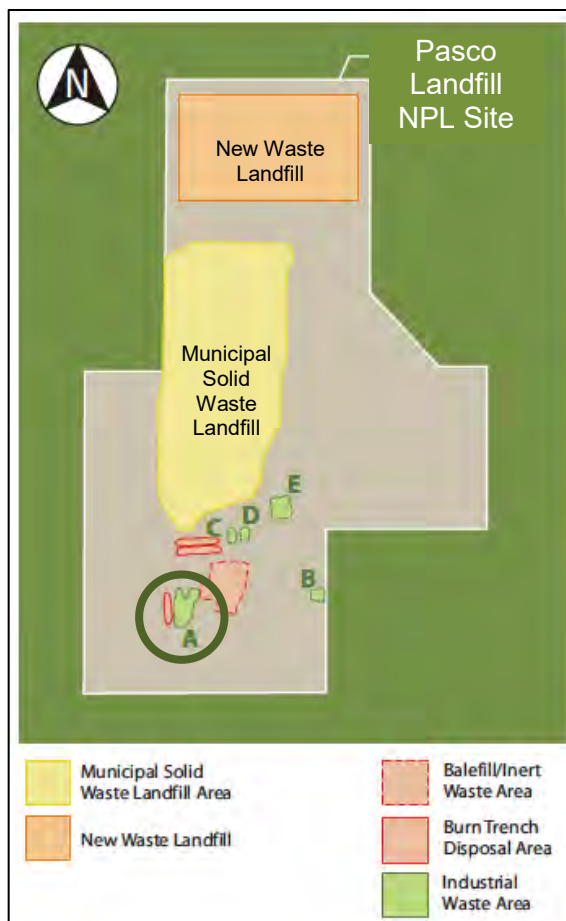 N
Pasco
Landfill
NPL Site
New Waste
Landfill
Municipal
Solid
Waste
Landfill
E
D
C
B
A
Municipal Solid
Waste Landfill Area
New Waste Landfill
Balefill/Inert
Waste Area
Burn Trench
Disposal Area
Industrial
Waste Area